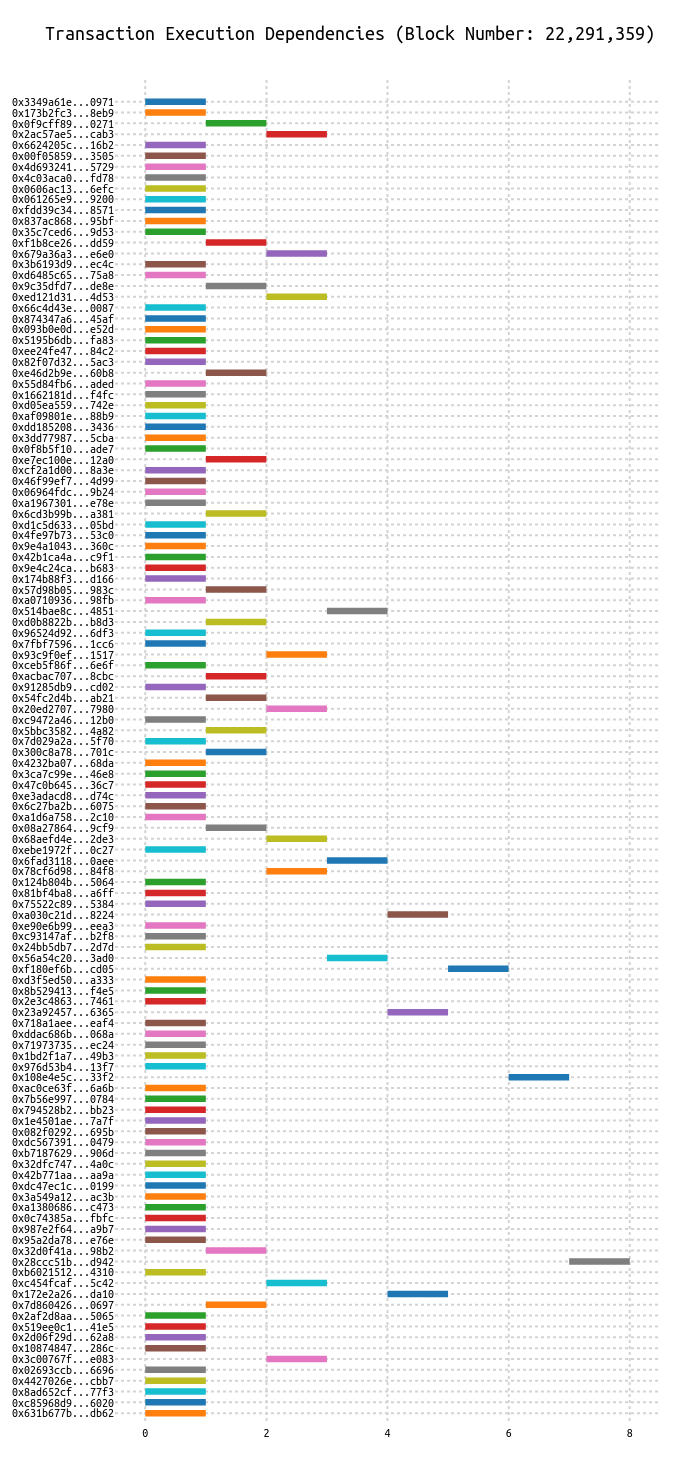 Transaction Execution Dependencies (Block Number: 22,291,359)
0x3349a61e...0971
0x173b2fc3...8eb9
0x0f9cff89...0271
0x2ac57ae5...cab3
0x6624205c...16b2
0x00f05859...3505
0x4d693241...5729
0x4c03aca0...fd78
0x0606ac13...6efc
0x061265e9...9200
0xfdd39c34...8571
0x837ac868...95bf
0x35c7ced6...9d53
0xf1b8ce26...dd59
0x679a36a3...e6e0
0x3b6193d9...ec4c
0xd6485c65...75a8
0x9c35dfd7...de8e
0xed121d31...4d53
0x66c4d43e...0087
0x874347a6...45af
0x093b0e0d...e52d
0x5195b6db...fa83
0xee24fe47...84c2
0x82f07d32...5ac3
0xe46d2b9e...60b8
0x55d84fb6...aded
0x1662181d...f4fc
0xd05ea559...742e
0xaf09801e...88b9
0xdd185208...3436
0x3dd77987...5cba
0x0f8b5f10...ade7
0xe7ec100e...12a0
0xcf2a1d00...8a3e
0x46f99ef7...4d99
0x06964fdc...9b24
0xa1967301...e78e
0x6cd3b99b...a381
0xd1c5d633...05bd
0x4fe97b73...53c0
0x9e4a1043...360c
0x42b1ca4a...c9f1
0x9e4c24ca...b683
0x174b88f3...d166
0x57d98b05...983c
0xa0710936...98fb
0x514bae8c...4851
0xd0b8822b...b8d3
0x96524d92...6df3
0x7fbf7596...1cc6
0x93c9f0ef...1517
0xceb5f86f...6e6f
0xacbac707...8cbc
0x91285db9...cd02
0x54fc2d4b...ab21
0x20ed2707...7980
0xc9472a46...12b0
0x5bbc3582...4a82
0x7d029a2a...5f70
0x300c8a78...701c
0x4232ba07...68da
0x3ca7c99e...46e8
0x47c0b645...36c7
0xe3adacd8...d74c
0x6c27ba2b...6075
0xa1d6a758...2c10
0x08a27864...9cf9
0x68aefd4e...2de3
0xebe1972f...0c27
0x6fad3118...0aee
0x78cf6d98...84f8
0x124b804b...5064
0x81bf4ba8...a6ff
0x75522c89...5384
0xa030c21d...8224
0xe90e6b99...eea3
0xc93147af...b2f8
0x24bb5db7...2d7d
0x56a54c20...3ad0
0xf180ef6b...cd05
0xd3f5ed50...a333
0x8b529413...f4e5
0x2e3c4863...7461
0x23a92457...6365
0x718a1aee...eaf4
0xddac686b...068a
0x71973735...ec24
0x1bd2f1a7...49b3
0x976d53b4...13f7
0x108e4e5c...33f2
0xac0ce63f...6a6b
0x7b56e997...0784
0x794528b2...bb23
0x1e4501ae...7a7f
0x082f0292...695b
0xdc567391...0479
0xb7187629...906d
0x32dfc747...4a0c
0x42b771aa...aa9a
0xdc47ec1c...0199
0x3a549a12...ac3b
0xa1380686...c473
0x0c74385a...fbfc
0x987e2f64...a9b7
0x95a2da78...e76e
0x32d0f41a...98b2
0x28ccc51b...d942
0xb6021512...4310
0xc454fcaf...5c42
0x172e2a26...da10
0x7d860426...0697
0x2af2d8aa...5065
0x519ee0c1...41e5
0x2d06f29d...62a8
0x10874847...286c
0x3c00767f...e083
0x02693ccb...6696
0x4427026e...cbb7
0x8ad652cf...77f3
0xc85968d9...6020
0x631b677b...db62
0 2 4 6 8